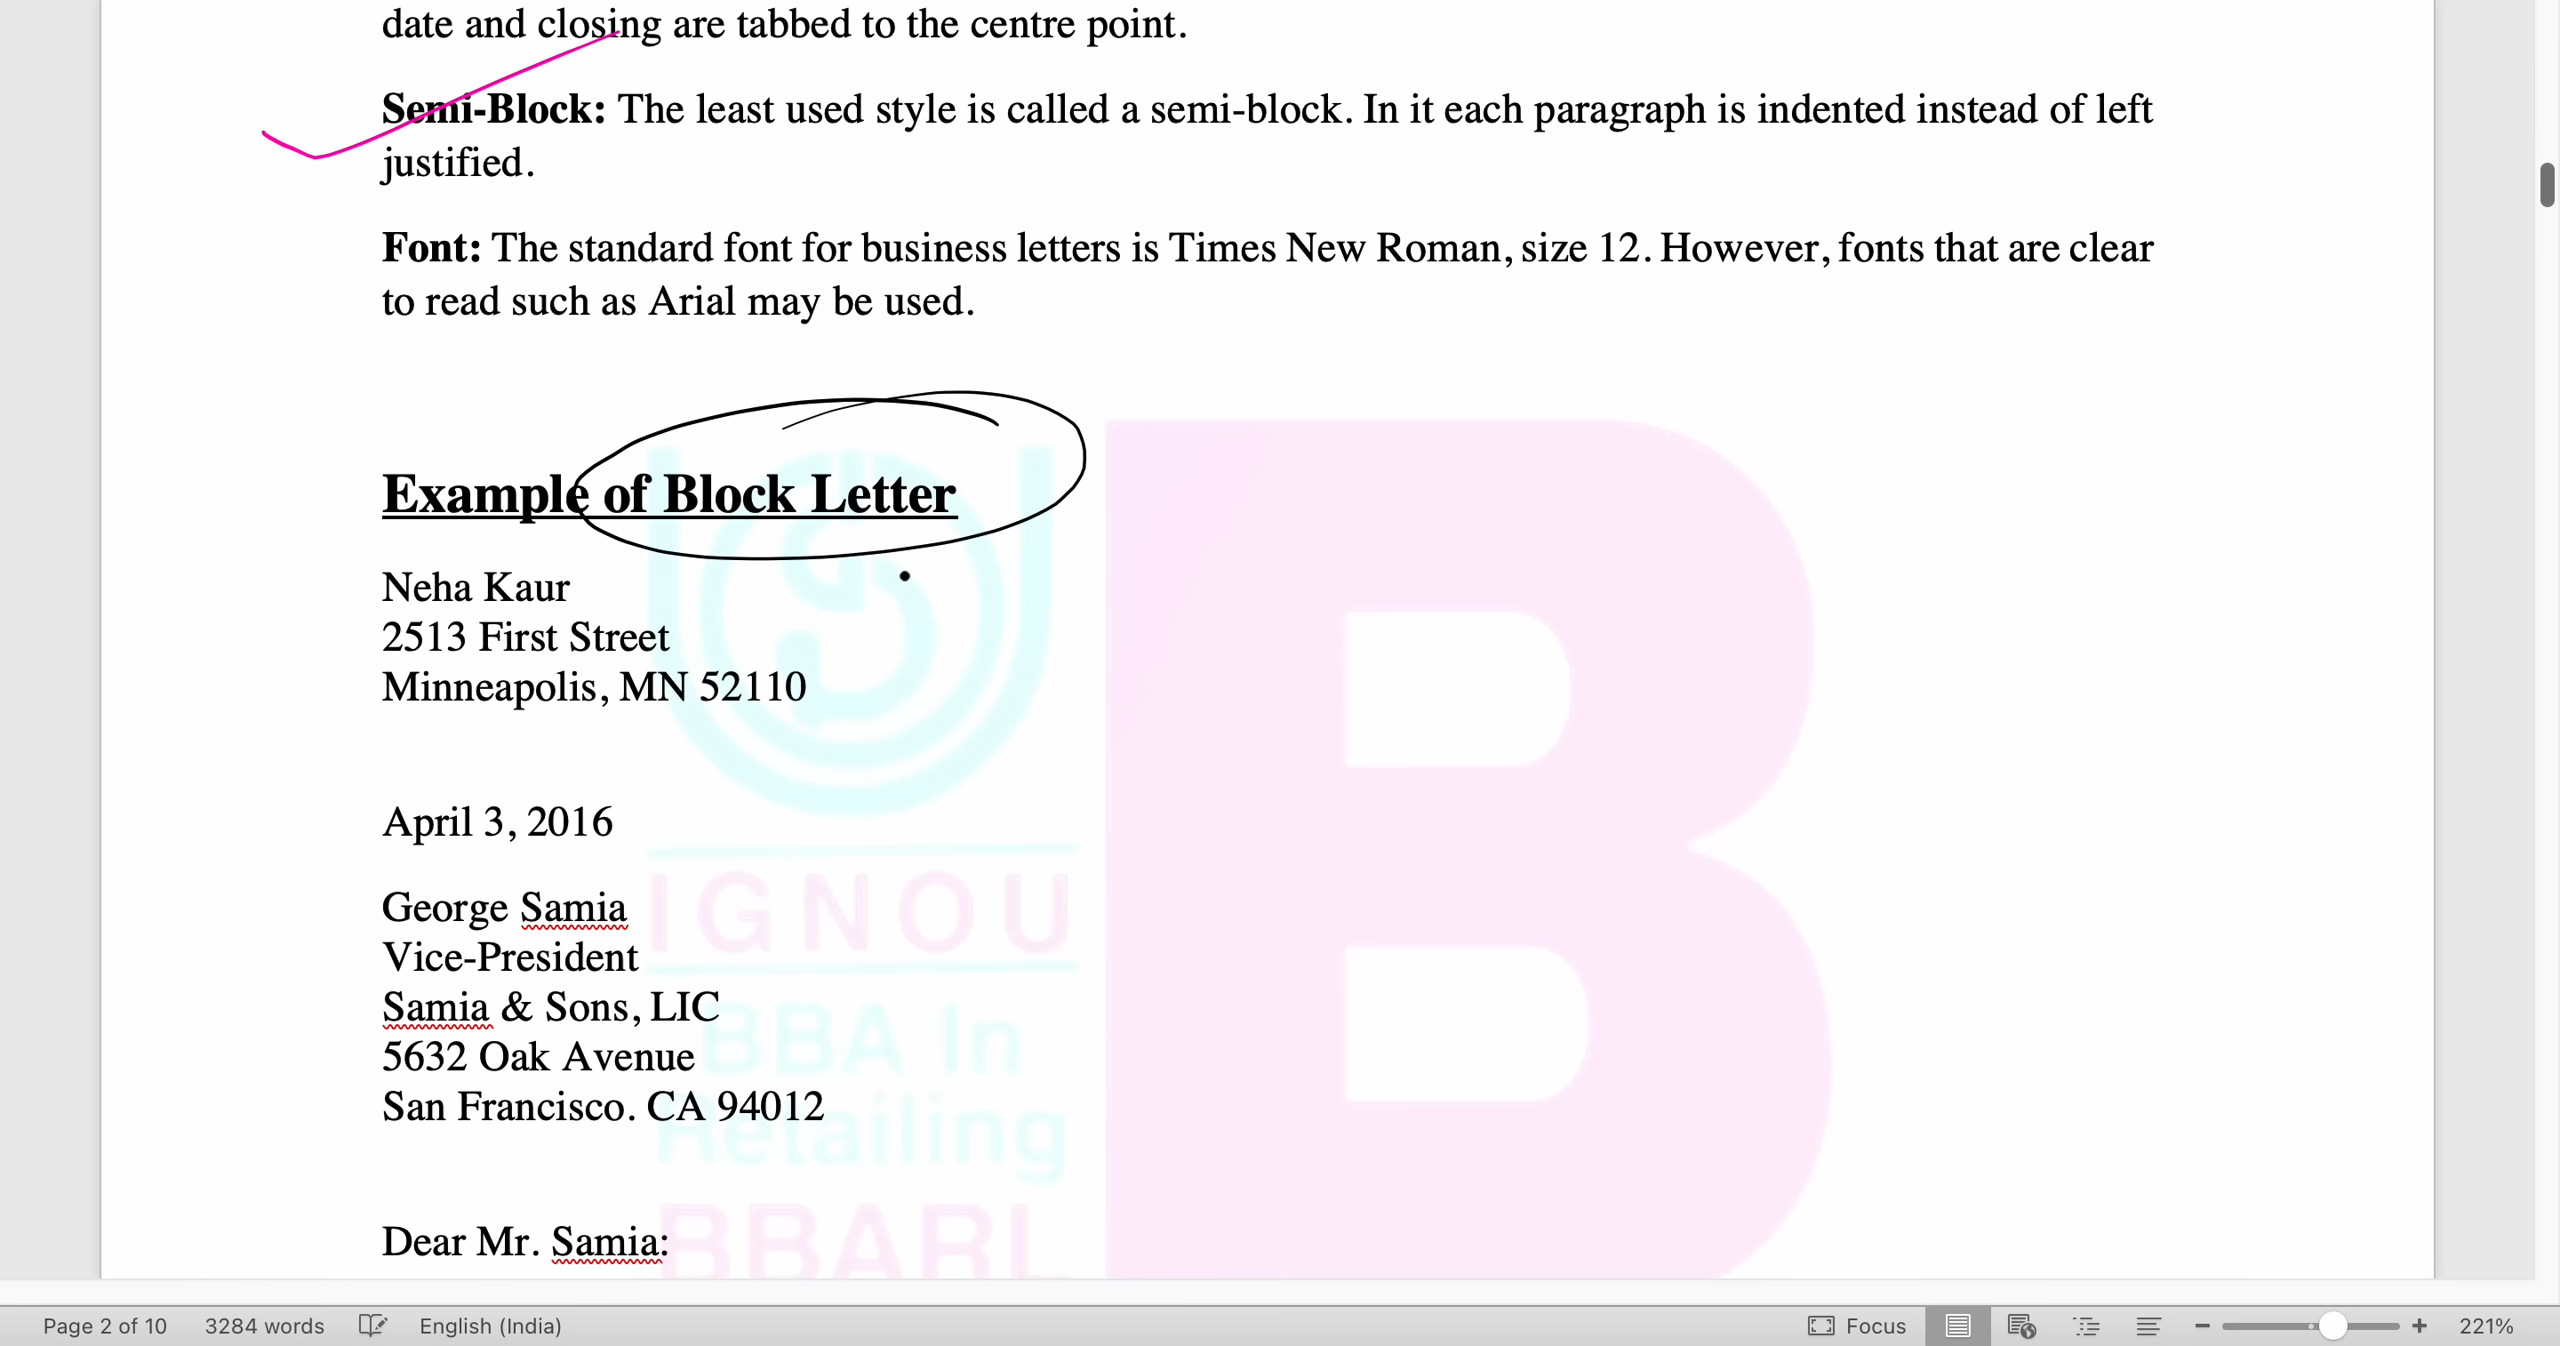 date and closing are tabbed to the centre point.
Semi-Block: The least used style is called a semi-block. In it each paragraph is indented instead of left
justified.
Font: The standard font for business letters is Times New Roman, size 12. However, fonts that are clear
to read such as Arial may be used.
Example of Block Letter
Neha Kaur
2513 First Street
Minneapolis, MN 52110
April 3, 2016
George Samia
Vice-President
Samia & Sons, LIC
5632 Oak Avenue
San Francisco. CA 94012
Dear Mr. Samia:
IGNOU
BBA In
Retailing
BBARL
B
Page 2 of 10 3284 words English (India) Focus 221%